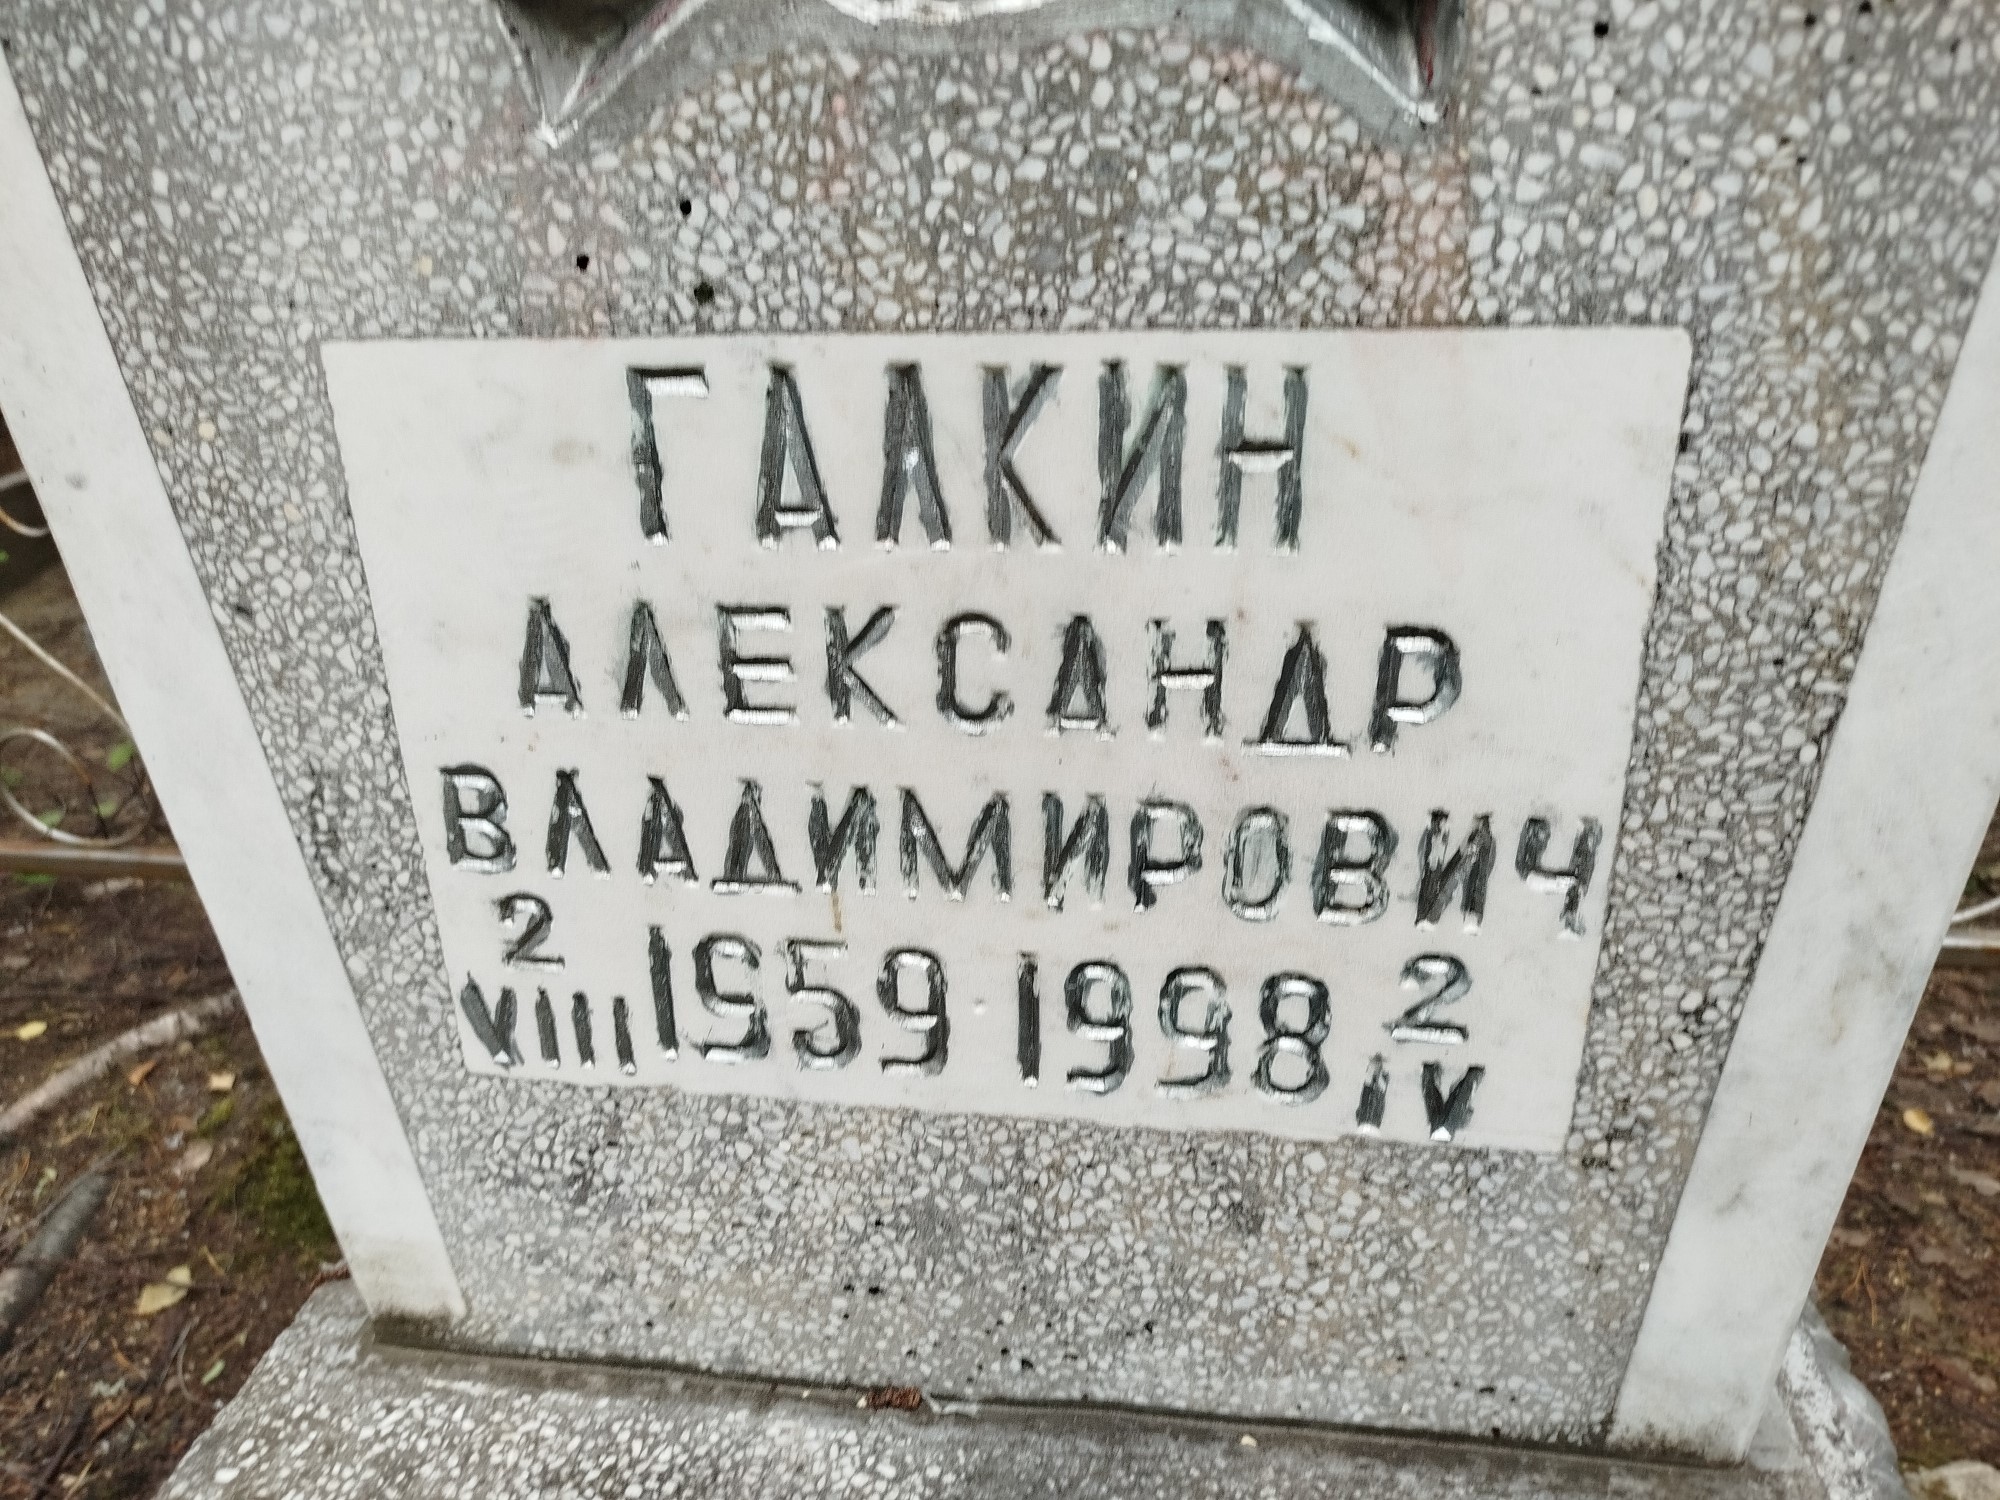 ГАЛКИН
АЛЕКСАНДР
ВЛАДИМИРОВИЧ
2 VIII 1959 · 1998 2 IV